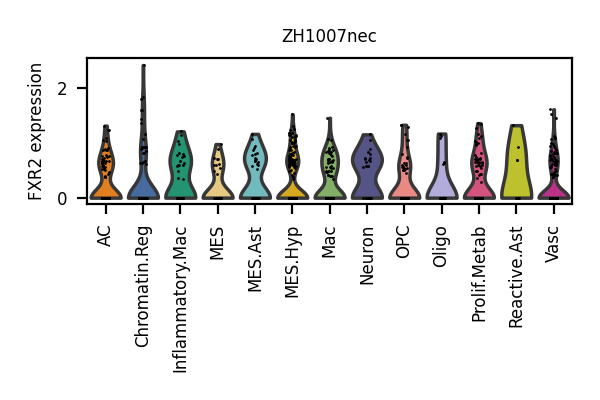 ZH1007nec
FXR2 expression
2
0
AC
Chromatin.Reg
Inflammatory.Mac
MES
MES.Ast
MES.Hyp
Mac
Neuron
OPC
Oligo
Prolif.Metab
Reactive.Ast
Vasc